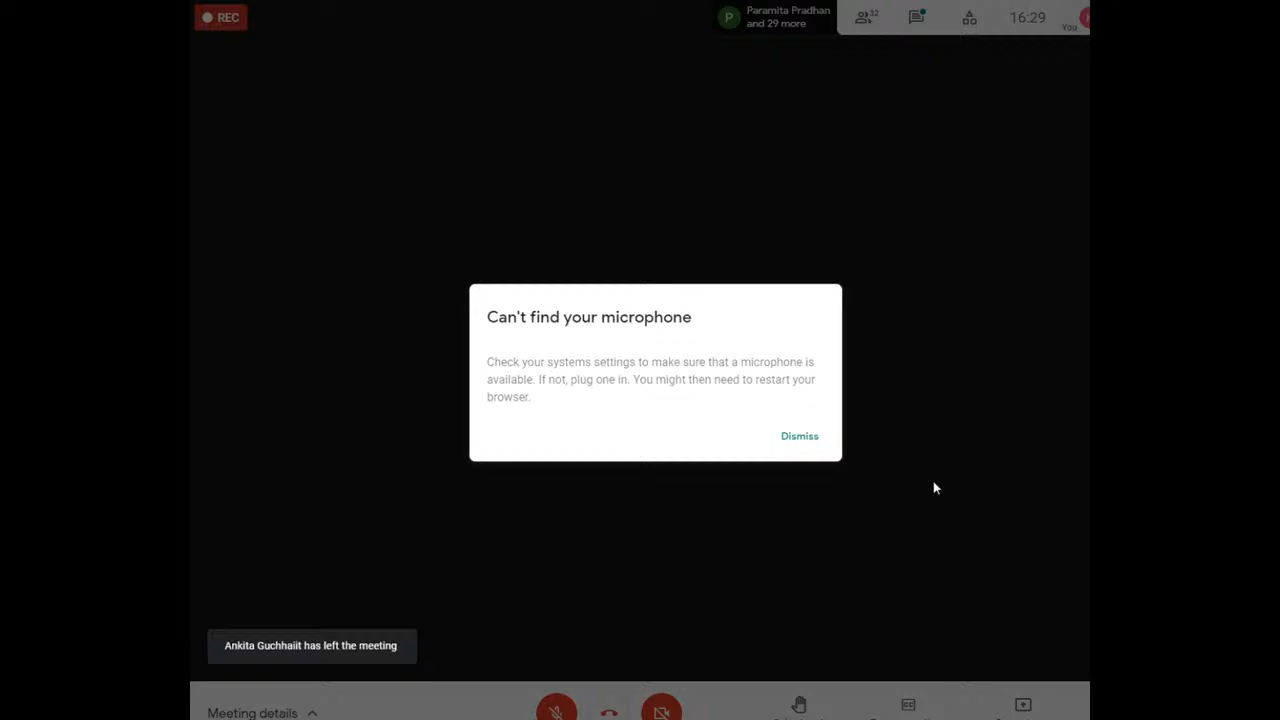 REC
P
Paramita Pradhan
and 29 more
32
16:29
You
Can't find your microphone
Check your systems settings to make sure that a microphone is
available. If not, plug one in. You might then need to restart your
browser.
Dismiss
Ankita Guchhaiit has left the meeting
Meeting details
CC